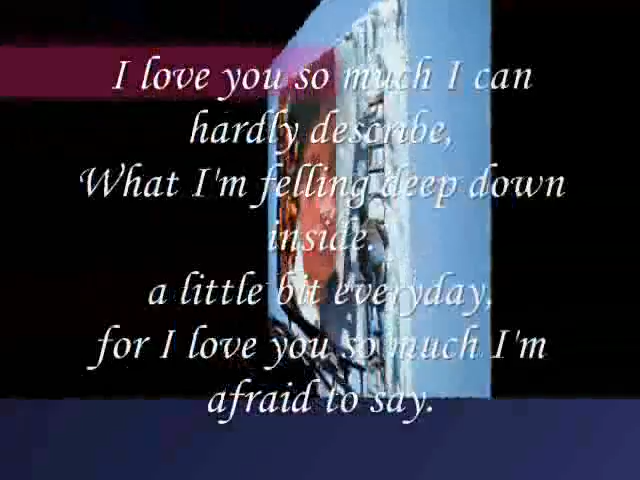 I love you so much I can
hardly describe,
What I'm felling deep down
inside.
a little bit everyday,
for I love you so much I'm
afraid to say.